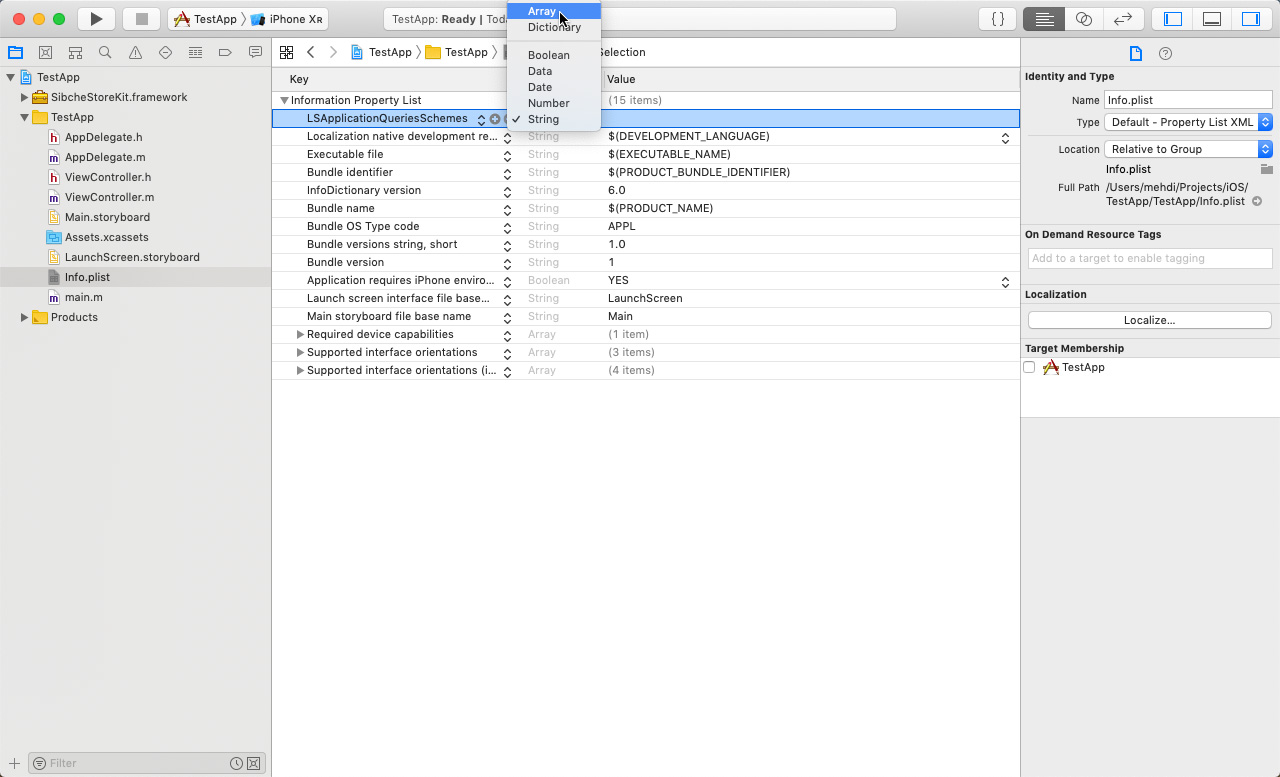 TestApp
iPhone XR
TestApp: Ready | Toda
{ }
Array
Dictionary
Boolean
Data
Date
Number
String
TestApp
SibcheStoreKit.framework
TestApp
AppDelegate.h
AppDelegate.m
ViewController.h
ViewController.m
Main.storyboard
Assets.xcassets
LaunchScreen.storyboard
Info.plist
main.m
Products
Filter
TestApp
TestApp
Selection
Key
Value
Information Property List
(15 items)
LSApplicationQueriesSchemes
Localization native development re... String $(DEVELOPMENT_LANGUAGE)
Executable file String $(EXECUTABLE_NAME)
Bundle identifier String $(PRODUCT_BUNDLE_IDENTIFIER)
InfoDictionary version String 6.0
Bundle name String $(PRODUCT_NAME)
Bundle OS Type code String APPL
Bundle versions string, short String 1.0
Bundle version String 1
Application requires iPhone enviro... Boolean YES
Launch screen interface file base... String LaunchScreen
Main storyboard file base name String Main
Required device capabilities Array (1 item)
Supported interface orientations Array (3 items)
Supported interface orientations (i... Array (4 items)
Identity and Type
Name Info.plist
Type Default - Property List XML
Location Relative to Group
Info.plist
Full Path /Users/mehdi/Projects/iOS/
TestApp/TestApp/Info.plist
On Demand Resource Tags
Add to a target to enable tagging
Localization
Localize...
Target Membership
TestApp